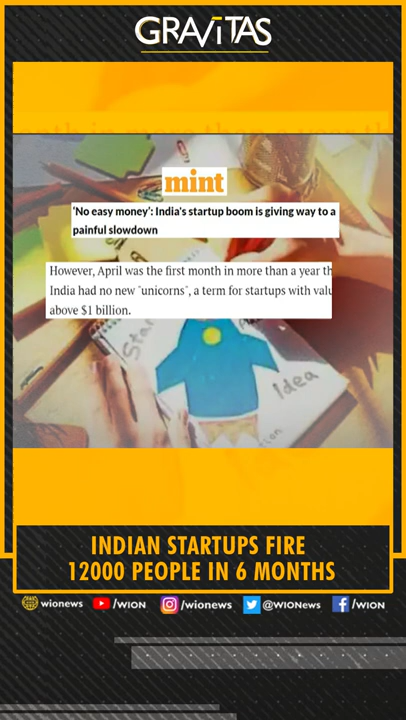 GRAVITAS
mint
'No easy money': India's startup boom is giving way to a
painful slowdown
However, April was the first month in more than a year th
India had no new "unicorns", a term for startups with valu
above $1 billion.
Idea
INDIAN STARTUPS FIRE
12000 PEOPLE IN 6 MONTHS
wionews /WION /wionews @WIONews /WION